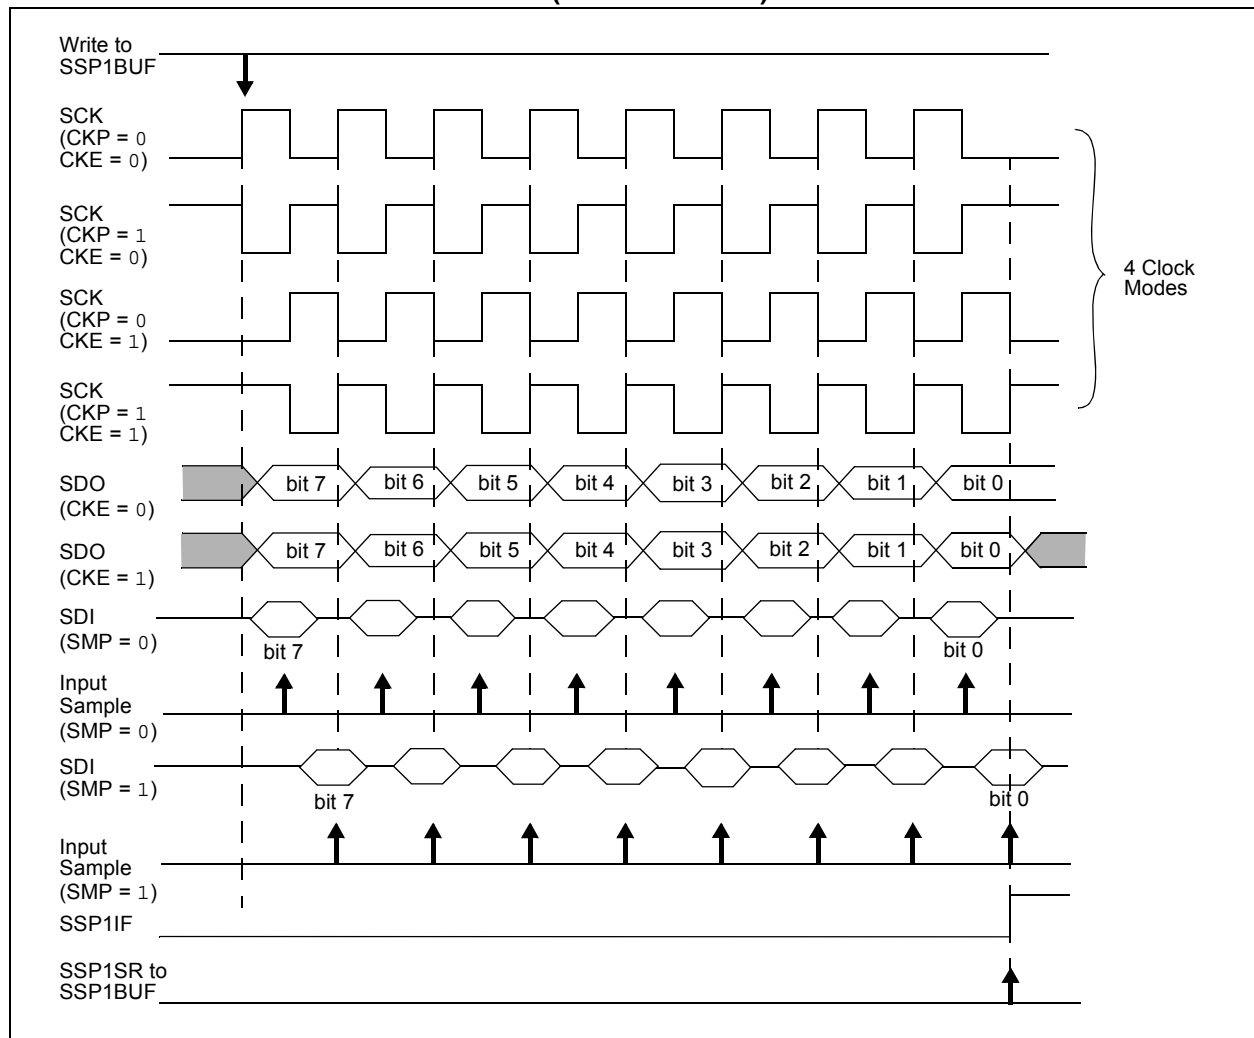 Write to
SSP1BUF
SCK
(CKP = 0
CKE = 0)
SCK
(CKP = 1
CKE = 0)
SCK
(CKP = 0
CKE = 1)
SCK
(CKP = 1
CKE = 1)
4 Clock
Modes
SDO
(CKE = 0)
bit 7 bit 6 bit 5 bit 4 bit 3 bit 2 bit 1 bit 0
SDO
(CKE = 1)
bit 7 bit 6 bit 5 bit 4 bit 3 bit 2 bit 1 bit 0
SDI
(SMP = 0)
bit 7 bit 0
Input
Sample
(SMP = 0)
SDI
(SMP = 1)
bit 7 bit 0
Input
Sample
(SMP = 1)
SSP1IF
SSP1SR to
SSP1BUF